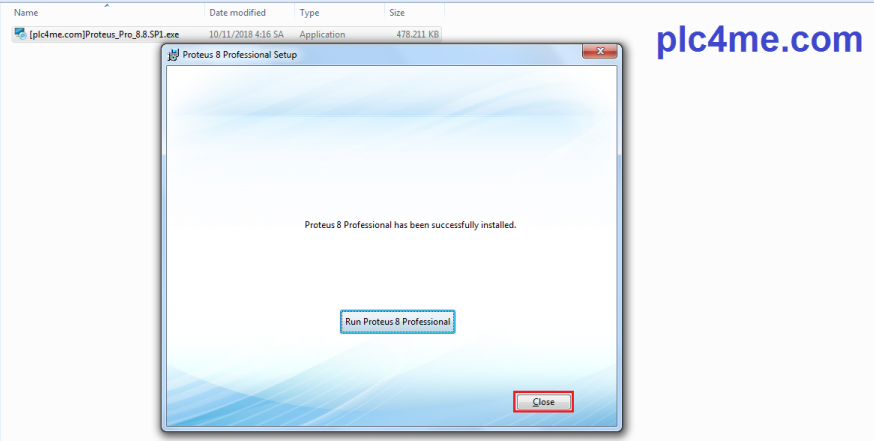 Name Date modified Type Size
[plc4me.com]Proteus_Pro_8.8.SP1.exe 10/11/2018 4:16 SA Application 478.211 KB
plc4me.com
Proteus 8 Professional Setup
Proteus 8 Professional has been successfully installed.
Run Proteus 8 Professional
Close